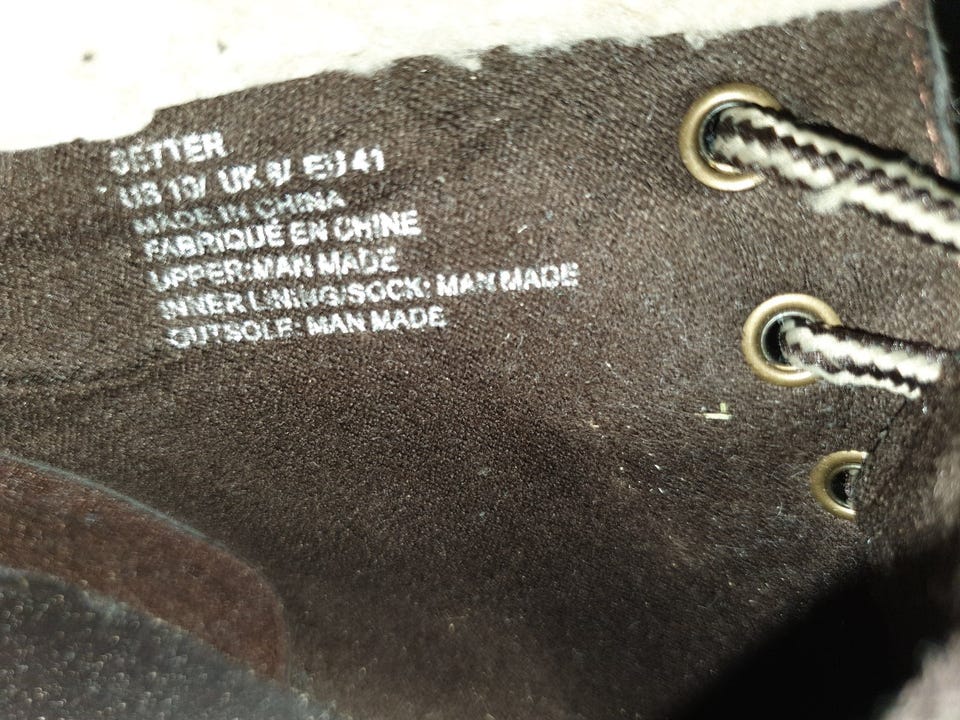 US 10/ UK 8/ EU 41
MADE IN CHINA
FABRIQUÉ EN CHINE
UPPER: MAN MADE
INNER LINING/SOCK: MAN MADE
OUTSOLE: MAN MADE